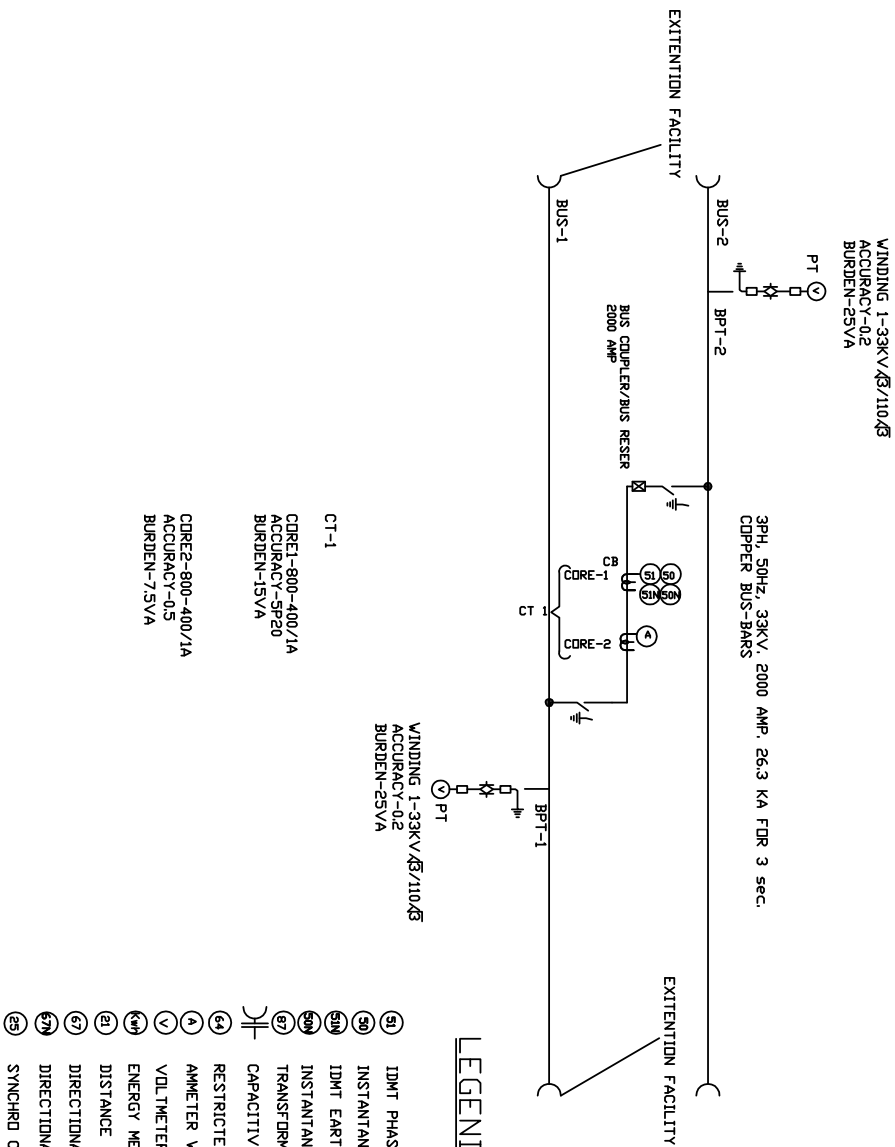 WINDING 1-33KV/√3/110/√3
ACCURACY-0.2
BURDEN-25VA
PT
EXITENTION FACILITY
BUS-2
BPT-2
BUS-1
3PH, 50Hz, 33KV, 2000 AMP, 26.3 KA FOR 3 sec.
COPPER BUS-BARS
BUS COUPLER/BUS RESER
2000 AMP
CB
51
50
51N
50N
CORE-1
CT 1
CORE-2
A
V
V
PT
BPT-1
WINDING 1-33KV/√3/110/√3
ACCURACY-0.2
BURDEN-25VA
EXITENTION FACILITY
CT-1
CORE1-800-400/1A
ACCURACY-5P20
BURDEN-15VA
CORE2-800-400/1A
ACCURACY-0.5
BURDEN-7.5VA
LEGEN
51 IDMT PHAS
50 INSTANTAN
51N IDMT EART
50N INSTANTAN
87 TRANSFORM
CAPACITIV
64 RESTRICTE
A AMMETER W
V VOLTMETER
Kwh ENERGY ME
21 DISTANCE
67 DIRECTIONA
67N DIRECTIONA
25 SYNCHRO C